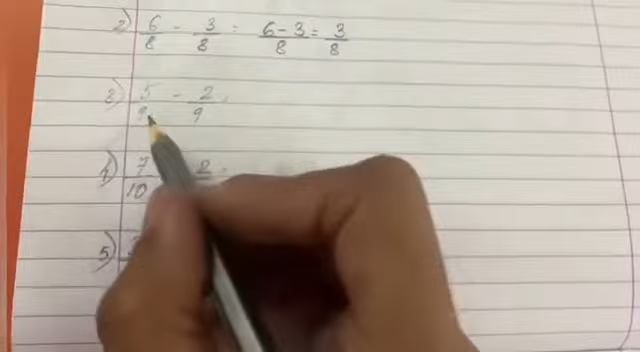 2) 6/8 - 3/8 = 6-3/8 = 3/8
3) 5/9 - 2/9 =
4) 7/10 2 =
5)